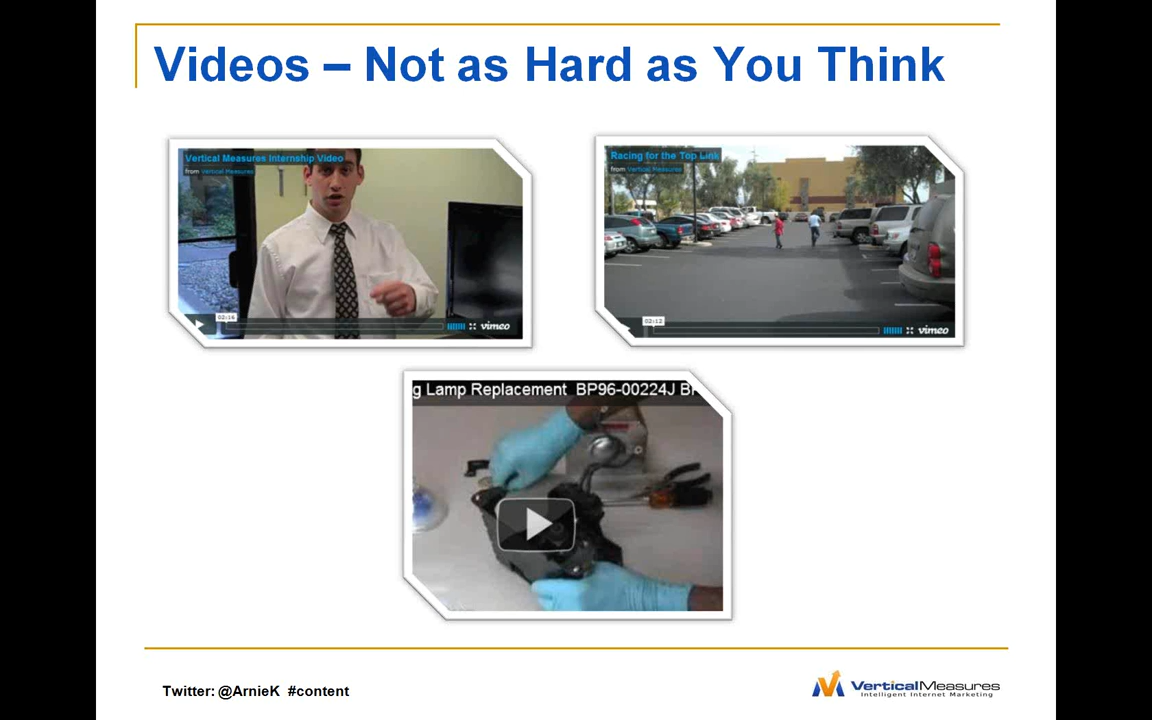 Videos – Not as Hard as You Think
Vertical Measures Internship Video
from Vertical Measures
02:16
vimeo
Racing for the Top Link
from Vertical Measures
02:12
vimeo
g Lamp Replacement BP96-00224J B
Twitter: @ArnieK #content
VerticalMeasures
Intelligent Internet Marketing